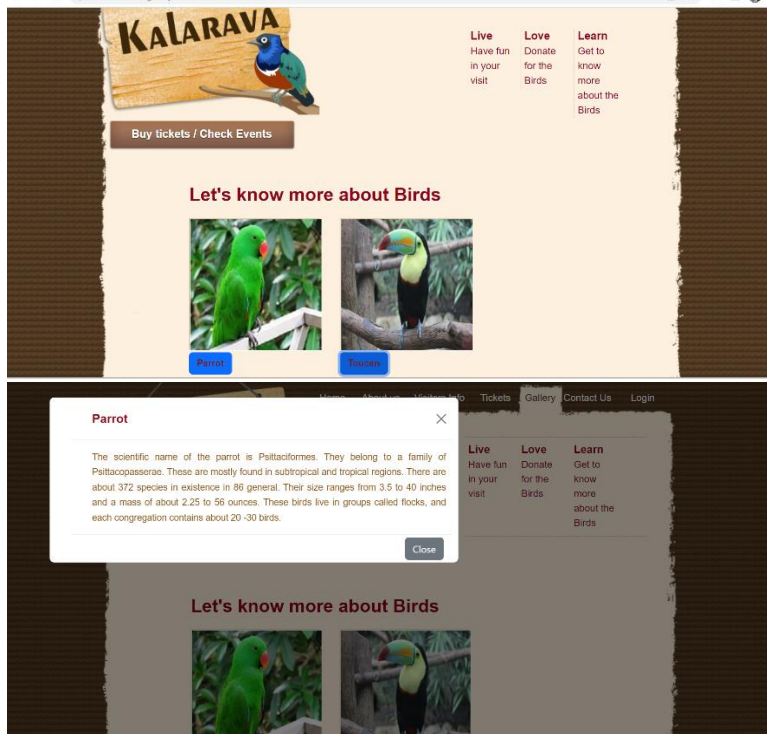 KALARAVA
Live
Have fun
in your
visit
Love
Donate
for the
Birds
Learn
Get to
know
more
about the
Birds
Buy tickets / Check Events
Let's know more about Birds
Parrot
Toucan
Home About us Visitors Info Tickets Gallery Contact Us Login
Parrot
The scientific name of the parrot is Psittaciformes. They belong to a family of
Psittacopasserae. These are mostly found in subtropical and tropical regions. There are
about 372 species in existence in 86 general. Their size ranges from 3.5 to 40 inches
and a mass of about 2.25 to 56 ounces. These birds live in groups called flocks, and
each congregation contains about 20 -30 birds.
Close
Live
Have fun
in your
visit
Love
Donate
for the
Birds
Learn
Get to
know
more
about the
Birds
Let's know more about Birds